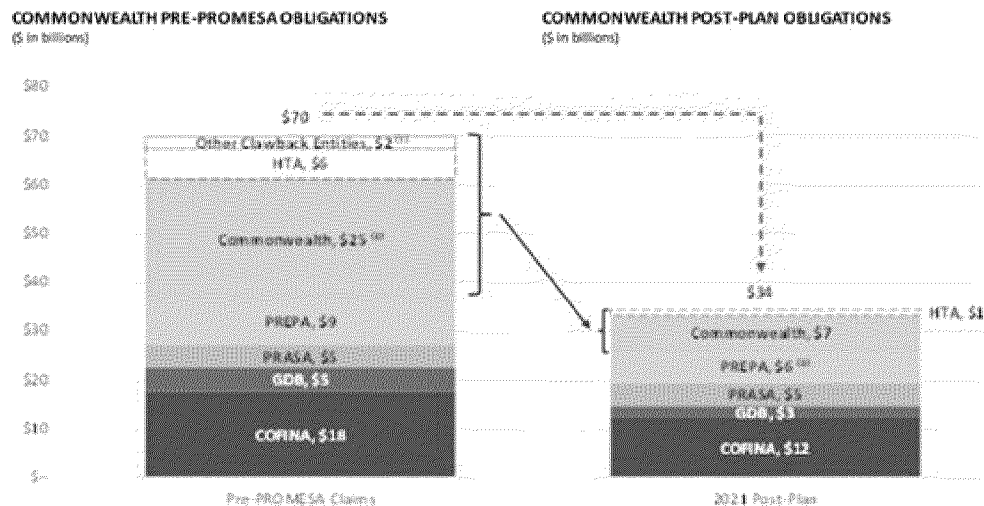 COMMONWEALTH PRE-PROMESA OBLIGATIONS
($ in billions)
COMMONWEALTH POST-PLAN OBLIGATIONS
($ in billions)
$80
$70
$60
$50
$40
$30
$20
$10
$--
$70
Other Clawback Entities, $2
HTA, $6
Commonwealth, $25
PREPA, $9
PRASA, $5
GDB, $5
COFINA, $18
Pre-PROMESA Claims
$34
HTA, $1
Commonwealth, $7
PREPA, $6
PRASA, $5
GDB, $3
COFINA, $12
2021 Post-Plan